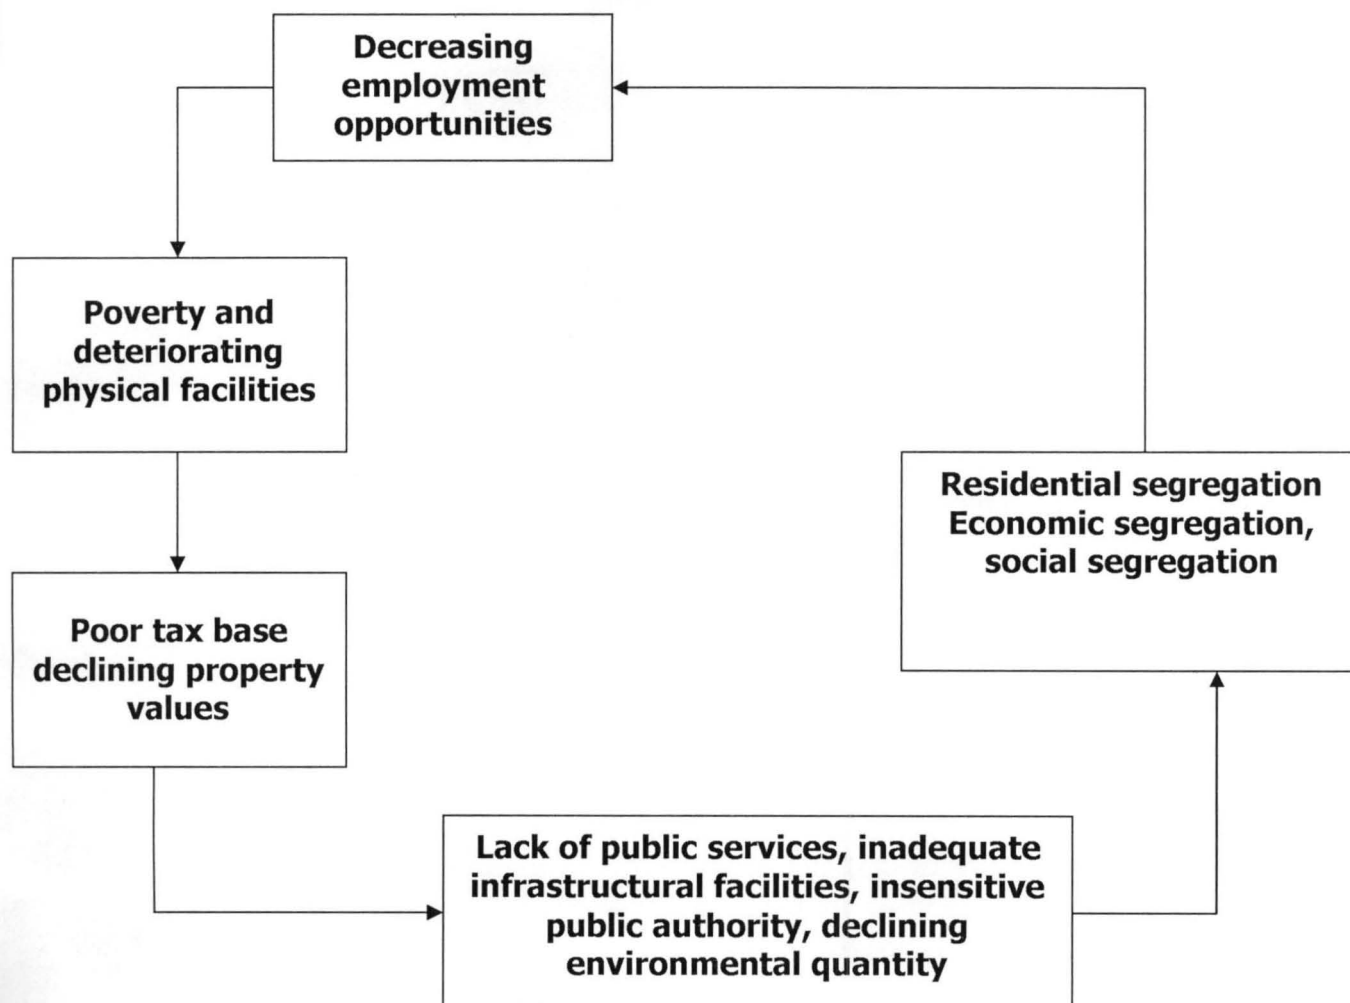 Decreasing
employment
opportunities
Poverty and
deteriorating
physical facilities
Poor tax base
declining property
values
Lack of public services, inadequate
infrastructural facilities, insensitive
public authority, declining
environmental quantity
Residential segregation
Economic segregation,
social segregation